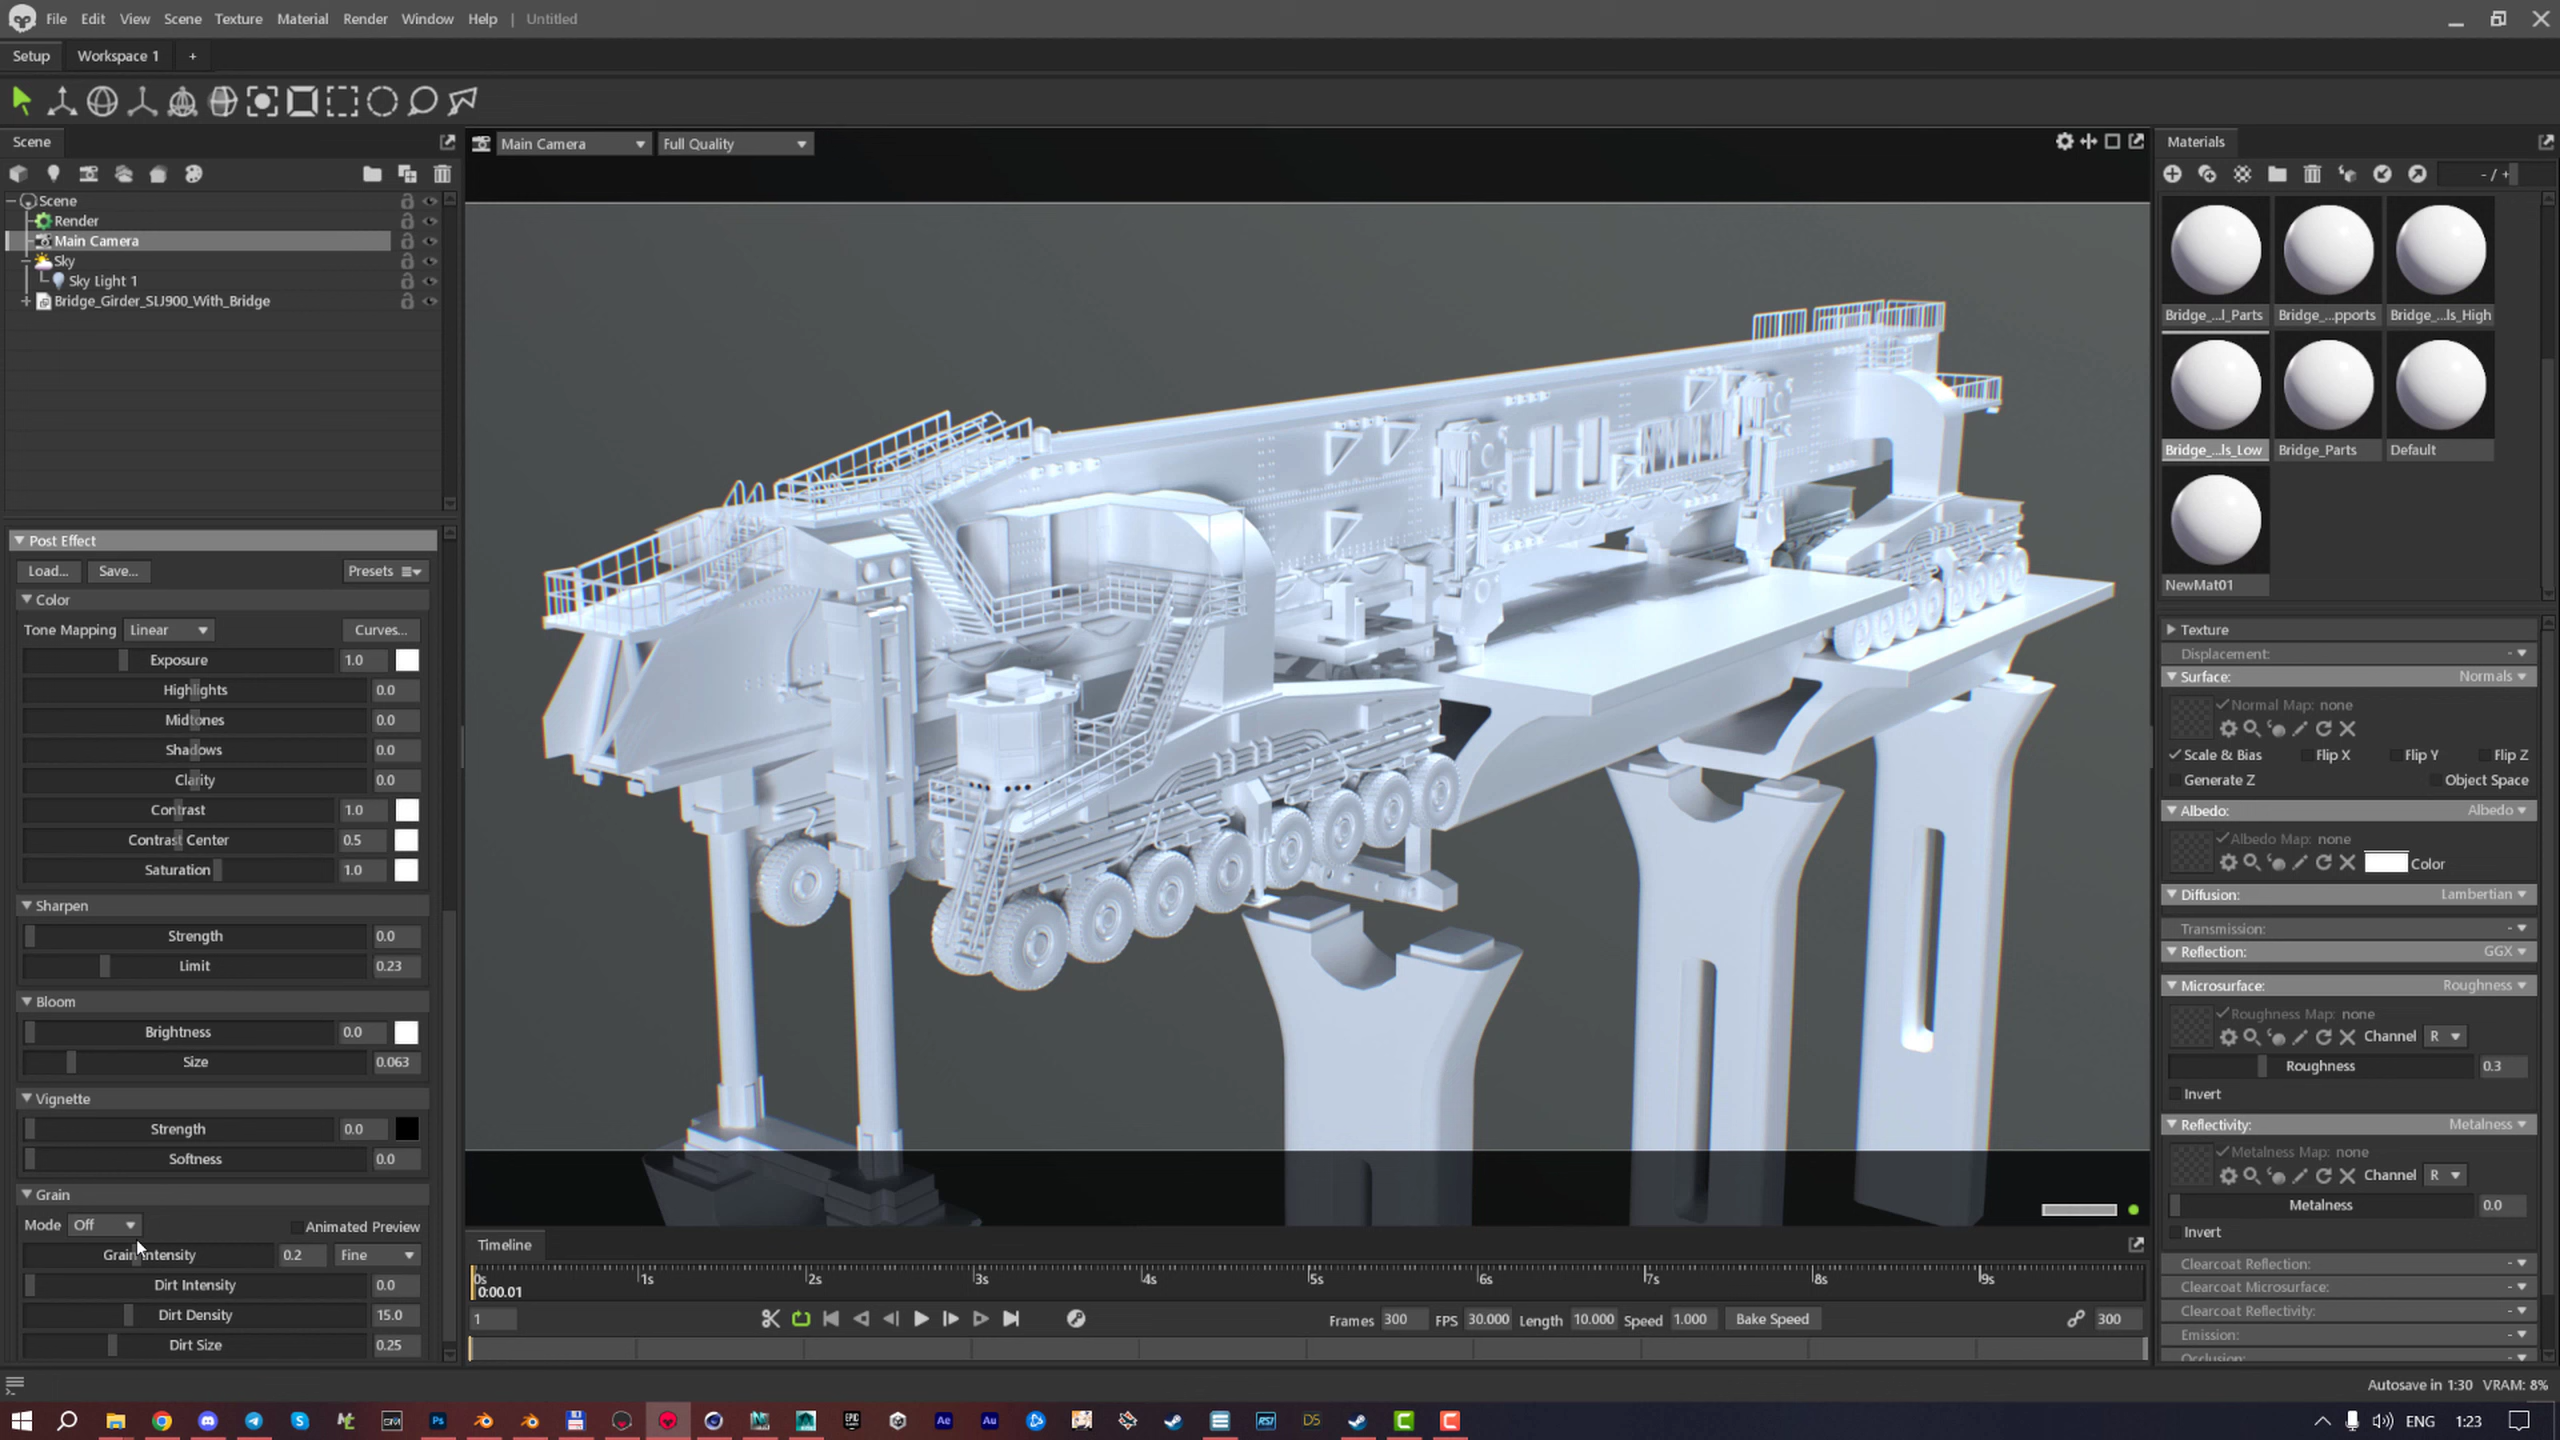 File Edit View Scene Texture Material Render Window Help | Untitled
Setup Workspace 1 +
Scene
Scene
Render
Main Camera
Sky
Sky Light 1
Bridge_Girder_SLJ900_With_Bridge
Post Effect
Load... Save... Presets
Color
Tone Mapping Linear Curves...
Exposure 1.0
Highlights 0.0
Midtones 0.0
Shadows 0.0
Clarity 0.0
Contrast 1.0
Contrast Center 0.5
Saturation 1.0
Sharpen
Strength 0.0
Limit 0.23
Bloom
Brightness 0.0
Size 0.063
Vignette
Strength 0.0
Softness 0.0
Grain
Mode Off Animated Preview
Grain Intensity 0.2 Fine
Dirt Intensity 0.0
Dirt Density 15.0
Dirt Size 0.25
Main Camera Full Quality
Timeline
0s 1s 2s 3s 4s 5s 6s 7s 8s 9s
0:00.01
1 Frames 300 FPS 30.000 Length 10.000 Speed 1.000 Bake Speed 300
Materials
- / +
Bridge_...l_Parts Bridge_...pports Bridge_...ls_High
Bridge_...ls_Low Bridge_Parts Default
NewMat01
Texture
Displacement: -
Surface: Normals
Normal Map: none
Scale & Bias Flip X Flip Y Flip Z
Generate Z Object Space
Albedo: Albedo
Albedo Map: none
Color
Diffusion: Lambertian
Transmission: -
Reflection: GGX
Microsurface: Roughness
Roughness Map: none
Channel R
Roughness 0.3
Invert
Reflectivity: Metalness
Metalness Map: none
Channel R
Metalness 0.0
Invert
Clearcoat Reflection: -
Clearcoat Microsurface: -
Clearcoat Reflectivity: -
Emission: -
Occlusion: -
Autosave in 1:30 VRAM: 8%
Ps GM EPIC GAMES Ae Au RSI DS C C ENG 1:23